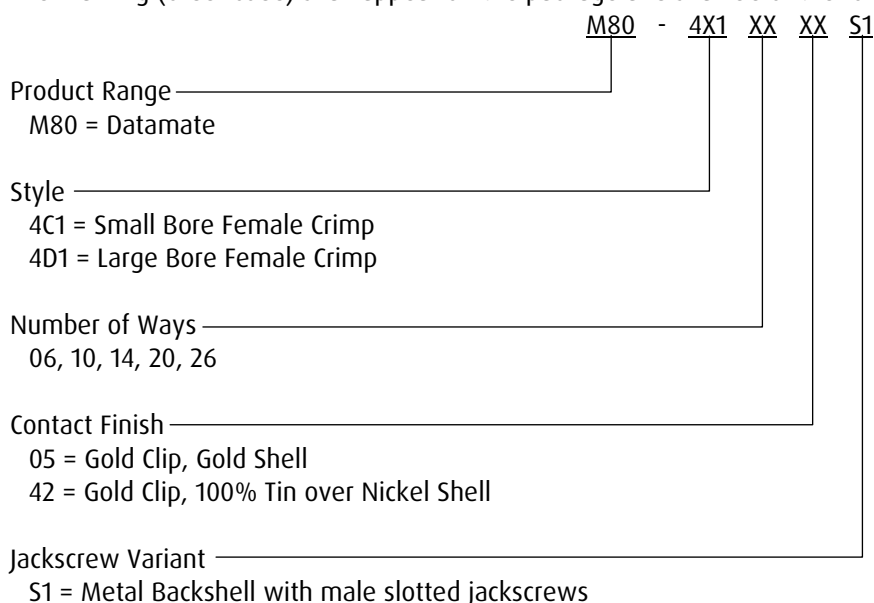 M80 - 4X1 XX XX S1
Product Range
M80 = Datamate
Style
4C1 = Small Bore Female Crimp
4D1 = Large Bore Female Crimp
Number of Ways
06, 10, 14, 20, 26
Contact Finish
05 = Gold Clip, Gold Shell
42 = Gold Clip, 100% Tin over Nickel Shell
Jackscrew Variant
S1 = Metal Backshell with male slotted jackscrews